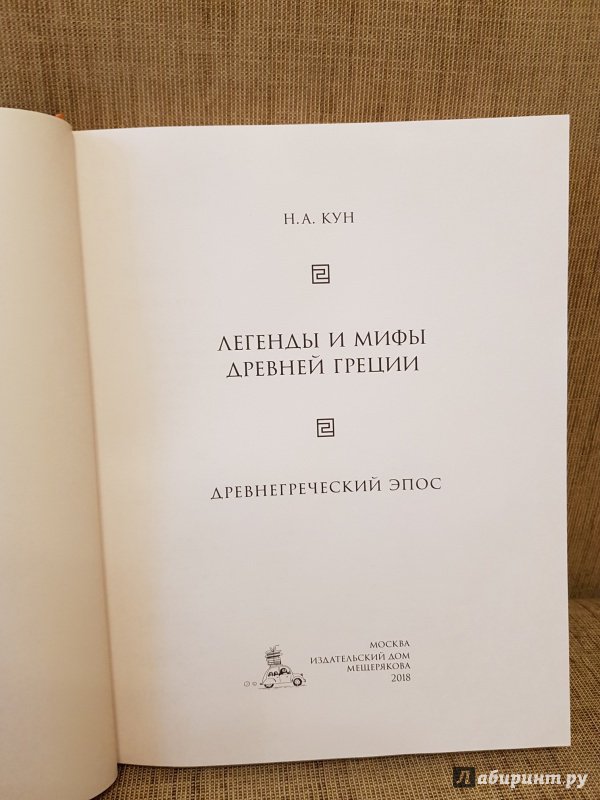 Н. А. КУН
ЛЕГЕНДЫ И МИФЫ
ДРЕВНЕЙ ГРЕЦИИ
ДРЕВНЕГРЕЧЕСКИЙ ЭПОС
МОСКВА
ИЗДАТЕЛЬСКИЙ ДОМ
МЕЩЕРЯКОВА
2018
Лабиринт.ру